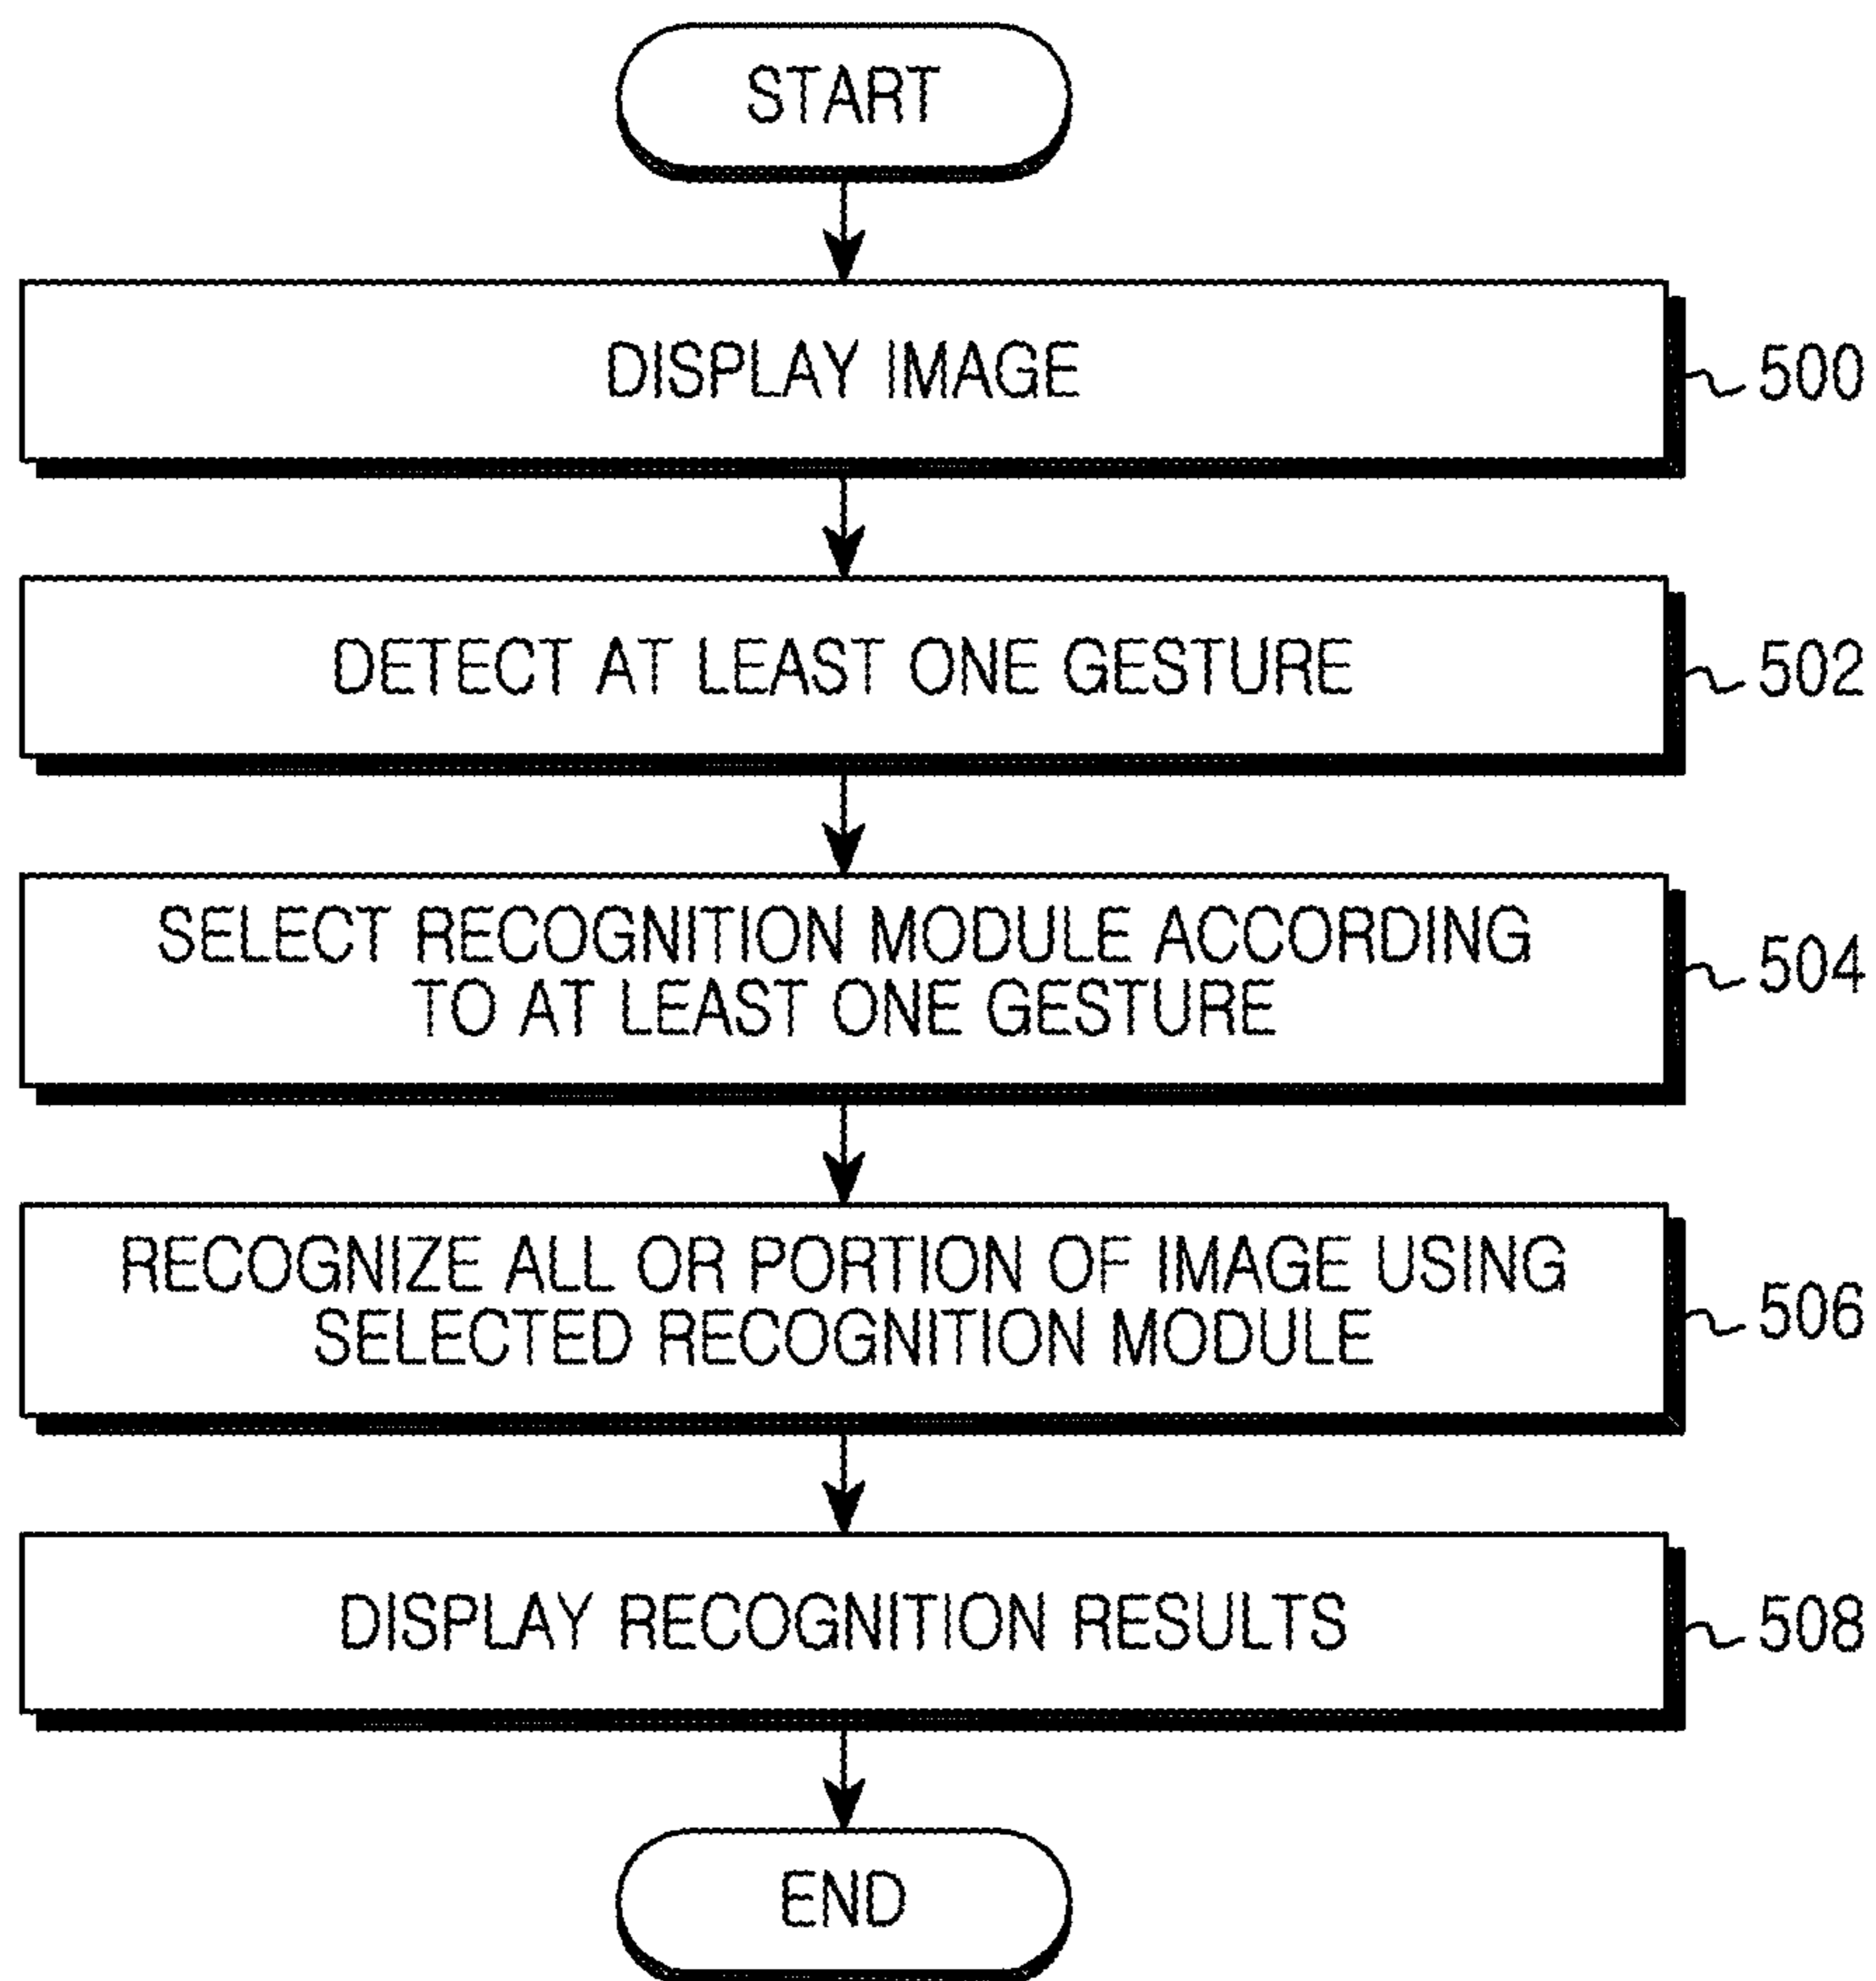 START
DISPLAY IMAGE
500
DETECT AT LEAST ONE GESTURE
502
SELECT RECOGNITION MODULE ACCORDING
TO AT LEAST ONE GESTURE
504
RECOGNIZE ALL OR PORTION OF IMAGE USING
SELECTED RECOGNITION MODULE
506
DISPLAY RECOGNITION RESULTS
508
END